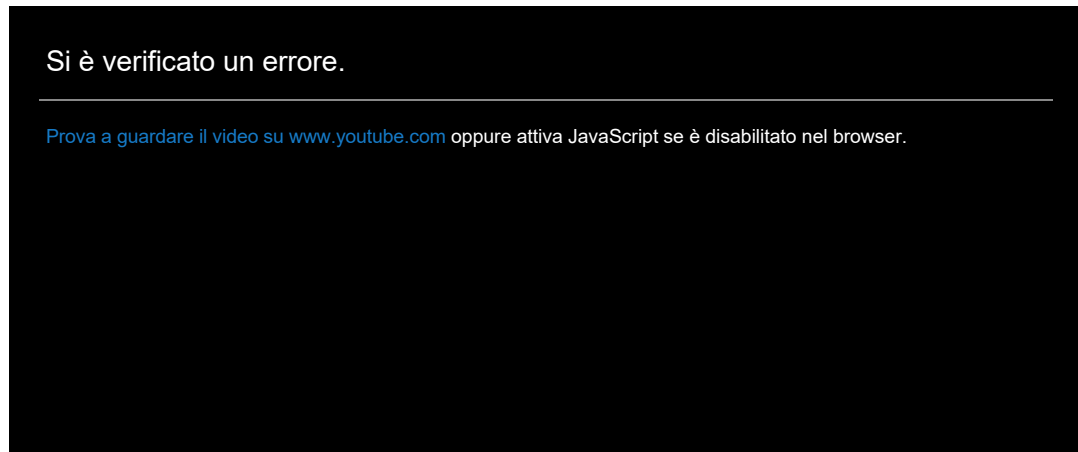 Si è verificato un errore.
Prova a guardare il video su www.youtube.com oppure attiva JavaScript se è disabilitato nel browser.